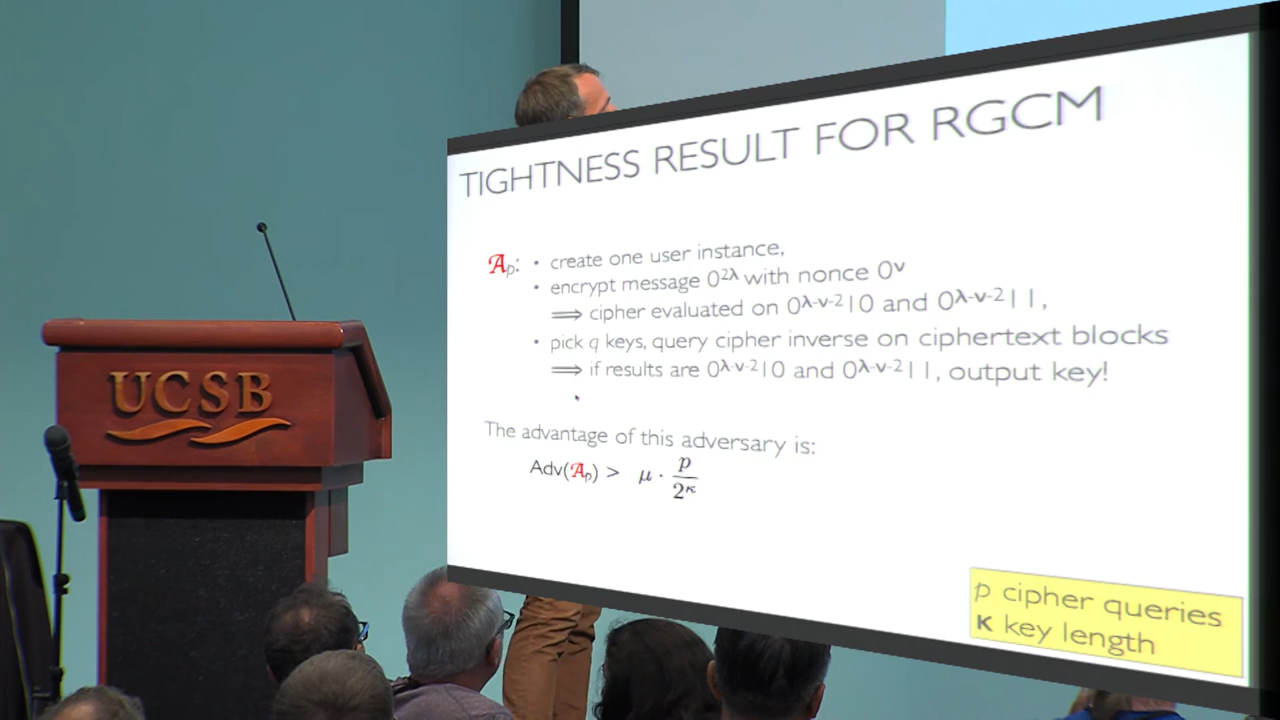 TIGHTNESS RESULT FOR RGCM
𝒜p: • create one user instance,
• encrypt message 0^2λ with nonce 0^ν
⟹ cipher evaluated on 0^λ-ν-2|0 and 0^λ-ν-2||,
• pick q keys, query cipher inverse on ciphertext blocks
⟹ if results are 0^λ-ν-2|0 and 0^λ-ν-2||, output key!
The advantage of this adversary is:
Adv(𝒜p) > μ · p/2^κ
p cipher queries
κ key length
UCSB